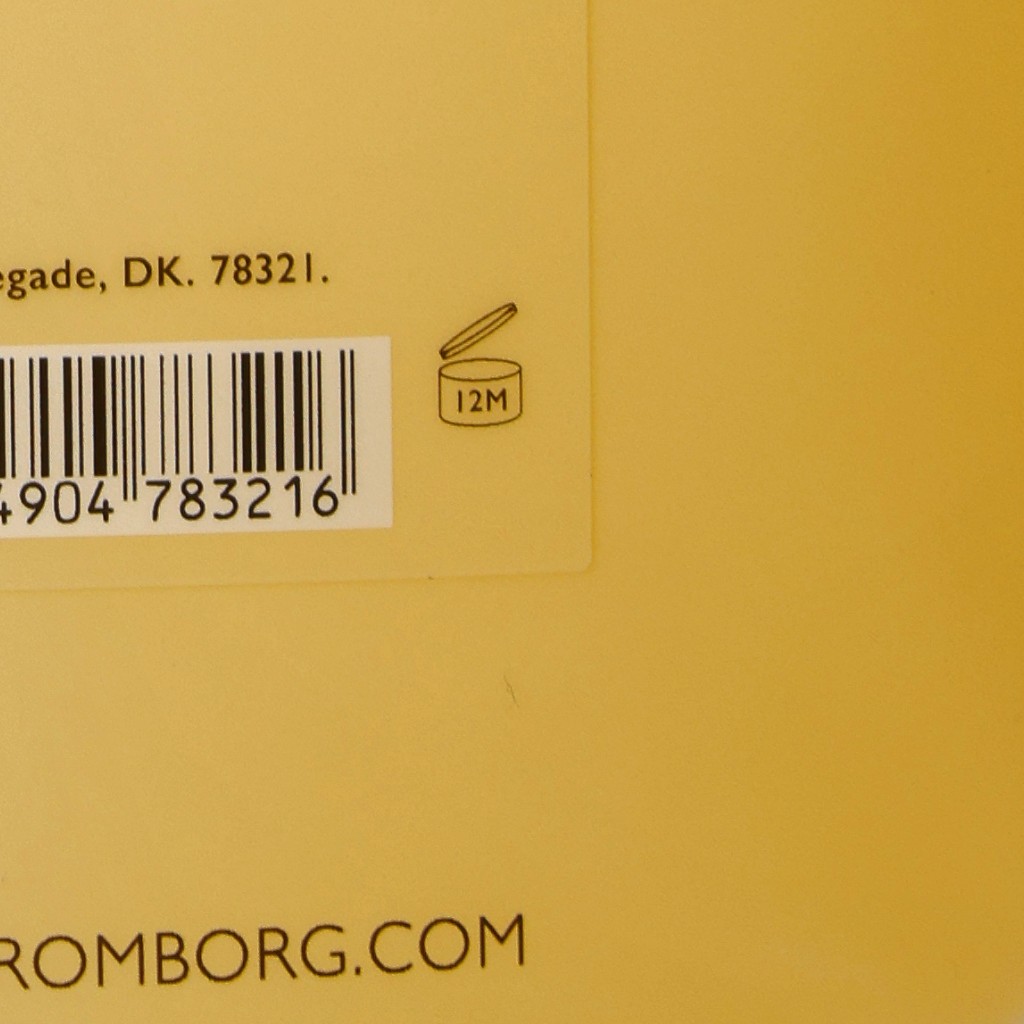 egade, DK. 78321.
12M
4904 783216
ROMBORG.COM